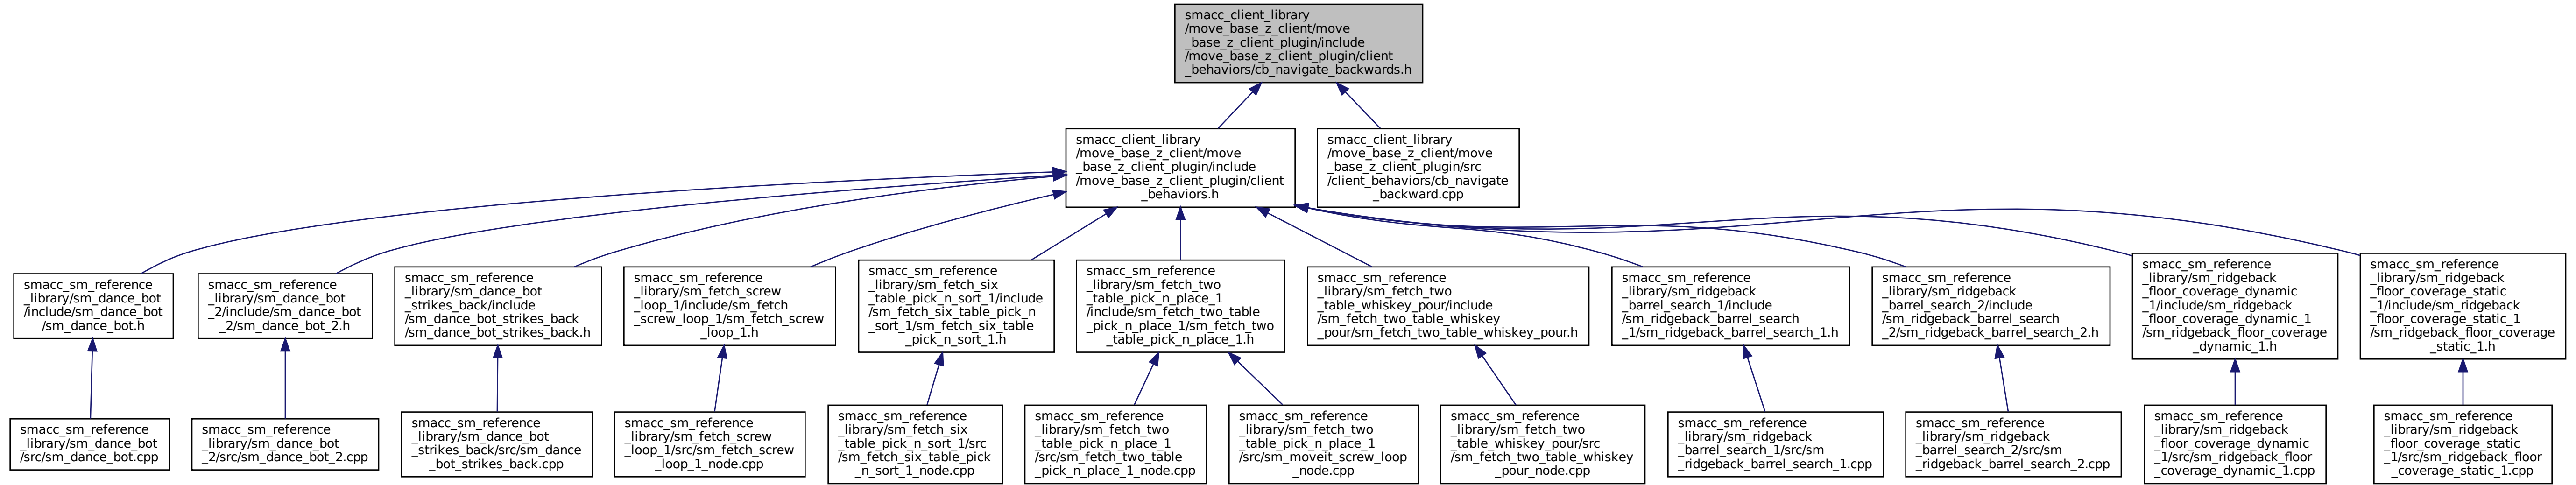 smacc_client_library
/move_base_z_client/move
_base_z_client_plugin/include
/move_base_z_client_plugin/client
_behaviors/cb_navigate_backwards.h
smacc_client_library
/move_base_z_client/move
_base_z_client_plugin/include
/move_base_z_client_plugin/client
_behaviors.h
smacc_client_library
/move_base_z_client/move
_base_z_client_plugin/src
/client_behaviors/cb_navigate
_backward.cpp
smacc_sm_reference
_library/sm_dance_bot
/include/sm_dance_bot
/sm_dance_bot.h
smacc_sm_reference
_library/sm_dance_bot
_2/include/sm_dance_bot
_2/sm_dance_bot_2.h
smacc_sm_reference
_library/sm_dance_bot
_strikes_back/include
/sm_dance_bot_strikes_back
/sm_dance_bot_strikes_back.h
smacc_sm_reference
_library/sm_fetch_screw
_loop_1/include/sm_fetch
_screw_loop_1/sm_fetch_screw
_loop_1.h
smacc_sm_reference
_library/sm_fetch_six
_table_pick_n_sort_1/include
/sm_fetch_six_table_pick_n
_sort_1/sm_fetch_six_table
_pick_n_sort_1.h
smacc_sm_reference
_library/sm_fetch_two
_table_pick_n_place_1
/include/sm_fetch_two_table
_pick_n_place_1/sm_fetch_two
_table_pick_n_place_1.h
smacc_sm_reference
_library/sm_fetch_two
_table_whiskey_pour/include
/sm_fetch_two_table_whiskey
_pour/sm_fetch_two_table_whiskey_pour.h
smacc_sm_reference
_library/sm_ridgeback
_barrel_search_1/include
/sm_ridgeback_barrel_search
_1/sm_ridgeback_barrel_search_1.h
smacc_sm_reference
_library/sm_ridgeback
_barrel_search_2/include
/sm_ridgeback_barrel_search
_2/sm_ridgeback_barrel_search_2.h
smacc_sm_reference
_library/sm_ridgeback
_floor_coverage_dynamic
_1/include/sm_ridgeback
_floor_coverage_dynamic_1
/sm_ridgeback_floor_coverage
_dynamic_1.h
smacc_sm_reference
_library/sm_ridgeback
_floor_coverage_static
_1/include/sm_ridgeback
_floor_coverage_static_1
/sm_ridgeback_floor_coverage
_static_1.h
smacc_sm_reference
_library/sm_dance_bot
/src/sm_dance_bot.cpp
smacc_sm_reference
_library/sm_dance_bot
_2/src/sm_dance_bot_2.cpp
smacc_sm_reference
_library/sm_dance_bot
_strikes_back/src/sm_dance
_bot_strikes_back.cpp
smacc_sm_reference
_library/sm_fetch_screw
_loop_1/src/sm_fetch_screw
_loop_1_node.cpp
smacc_sm_reference
_library/sm_fetch_six
_table_pick_n_sort_1/src
/sm_fetch_six_table_pick
_n_sort_1_node.cpp
smacc_sm_reference
_library/sm_fetch_two
_table_pick_n_place_1
/src/sm_fetch_two_table
_pick_n_place_1_node.cpp
smacc_sm_reference
_library/sm_fetch_two
_table_pick_n_place_1
/src/sm_moveit_screw_loop
_node.cpp
smacc_sm_reference
_library/sm_fetch_two
_table_whiskey_pour/src
/sm_fetch_two_table_whiskey
_pour_node.cpp
smacc_sm_reference
_library/sm_ridgeback
_barrel_search_1/src/sm
_ridgeback_barrel_search_1.cpp
smacc_sm_reference
_library/sm_ridgeback
_barrel_search_2/src/sm
_ridgeback_barrel_search_2.cpp
smacc_sm_reference
_library/sm_ridgeback
_floor_coverage_dynamic
_1/src/sm_ridgeback_floor
_coverage_dynamic_1.cpp
smacc_sm_reference
_library/sm_ridgeback
_floor_coverage_static
_1/src/sm_ridgeback_floor
_coverage_static_1.cpp